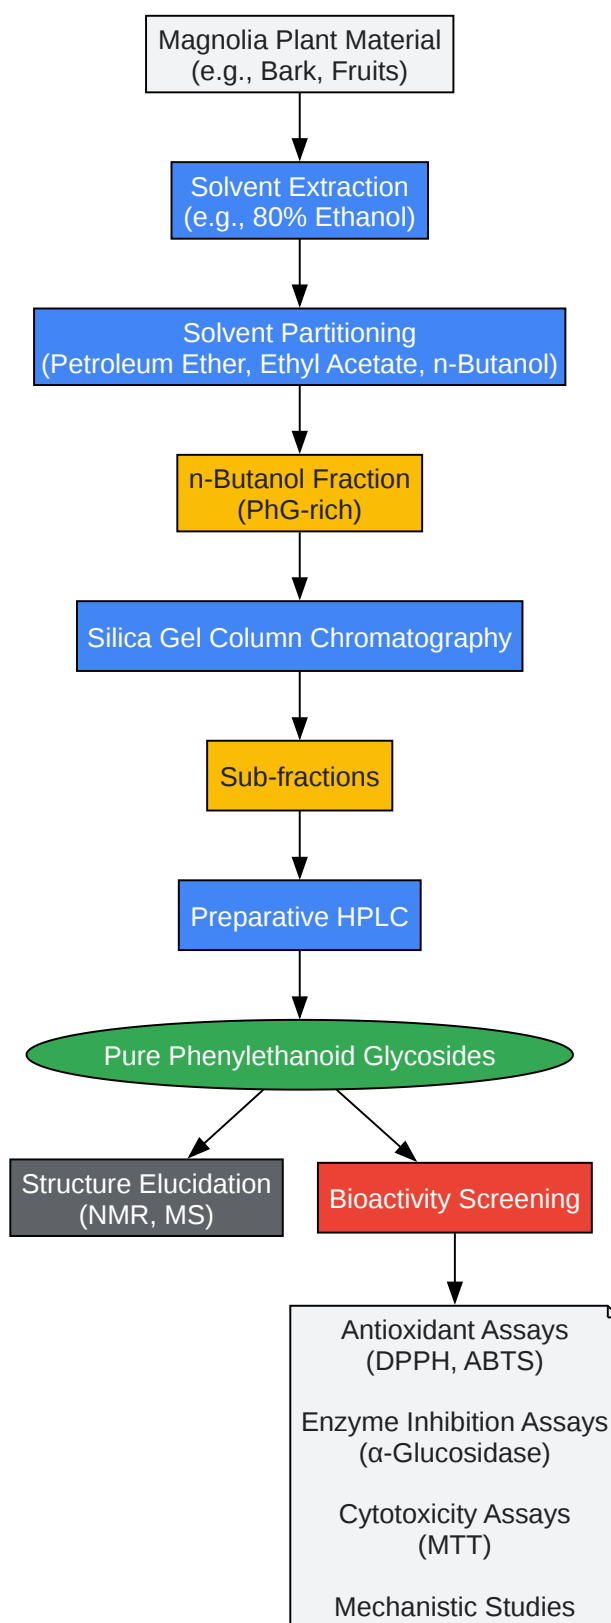 Magnolia Plant Material
(e.g., Bark, Fruits)
Solvent Extraction
(e.g., 80% Ethanol)
Solvent Partitioning
(Petroleum Ether, Ethyl Acetate, n-Butanol)
n-Butanol Fraction
(PhG-rich)
Silica Gel Column Chromatography
Sub-fractions
Preparative HPLC
Pure Phenylethanoid Glycosides
Structure Elucidation
(NMR, MS)
Bioactivity Screening
Antioxidant Assays
(DPPH, ABTS)
Enzyme Inhibition Assays
(α-Glucosidase)
Cytotoxicity Assays
(MTT)
Mechanistic Studies